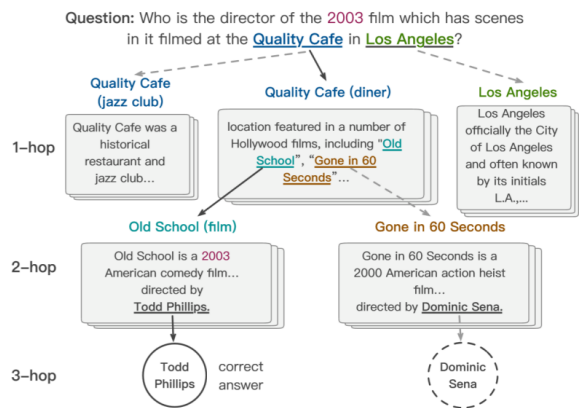 Question: Who is the director of the 2003 film which has scenes
in it filmed at the Quality Cafe in Los Angeles?
Quality Cafe
(jazz club)
Quality Cafe (diner)
Los Angeles
1-hop
Quality Cafe was a
historical
restaurant and
jazz club...
location featured in a number of
Hollywood films, including "Old
School", "Gone in 60
Seconds"...
Los Angeles
officially the City
of Los Angeles
and often known
by its initials
L.A.,...
Old School (film)
Gone in 60 Seconds
2-hop
Old School is a 2003
American comedy film...
directed by
Todd Phillips.
Gone in 60 Seconds is a
2000 American action heist
film...
directed by Dominic Sena.
3-hop
Todd
Phillips
correct
answer
Dominic
Sena